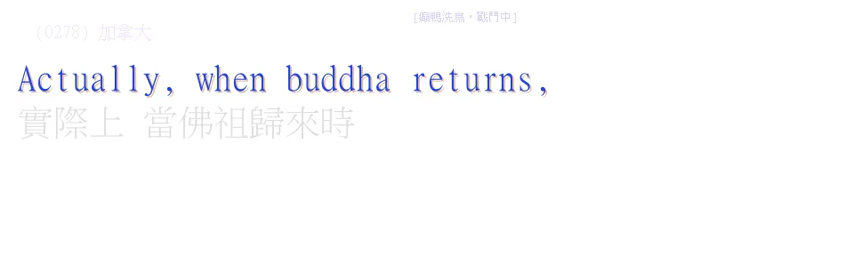 [鸓鴨洗鳥，戰鬥中]
(0278) 加拿大
Actually, when buddha returns,
實際上 當佛祖歸來時